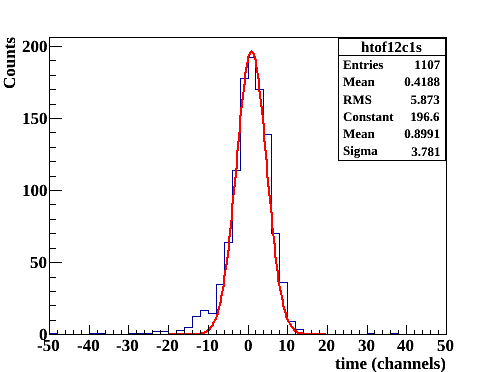 htof12c1s
Entries 1107
Mean 0.4188
RMS 5.873
Constant 196.6
Mean 0.8991
Sigma 3.781
Counts
200
150
100
50
0
-50 -40 -30 -20 -10 0 10 20 30 40 50
time (channels)